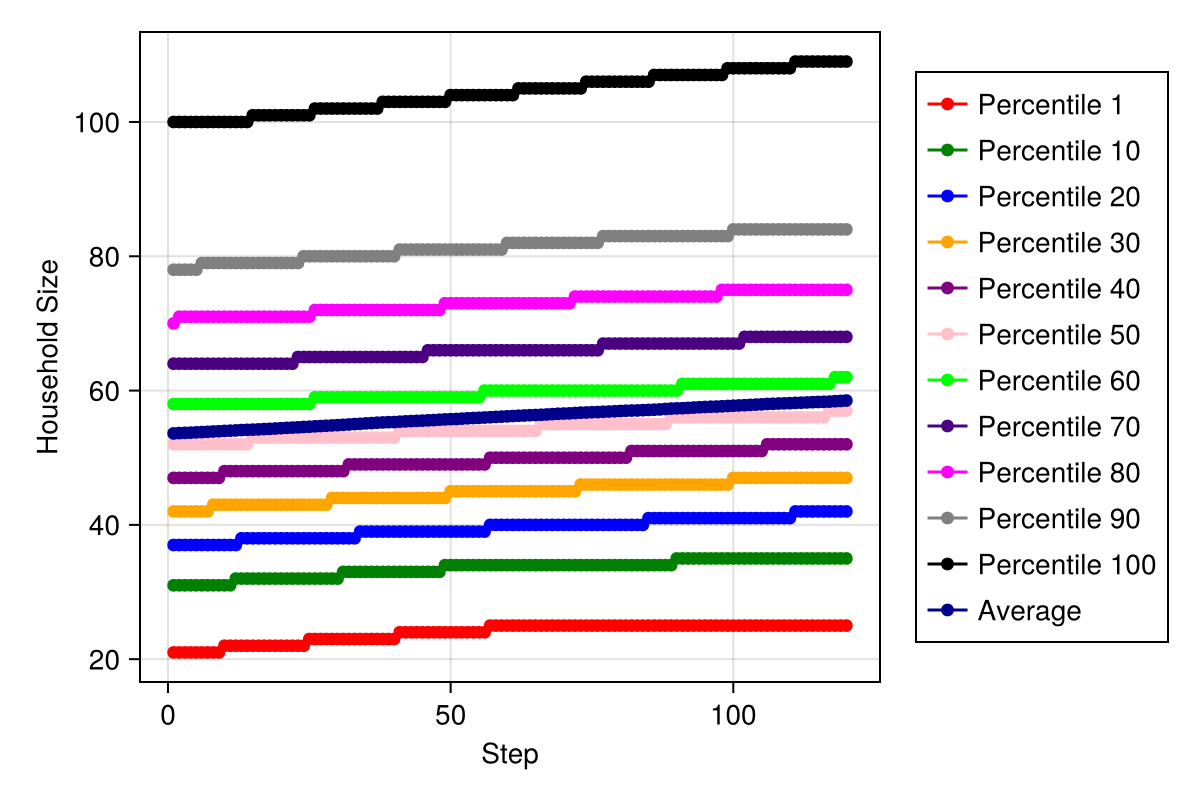 100
80
60
40
20
Household Size
0 50 100
Step
Percentile 1
Percentile 10
Percentile 20
Percentile 30
Percentile 40
Percentile 50
Percentile 60
Percentile 70
Percentile 80
Percentile 90
Percentile 100
Average